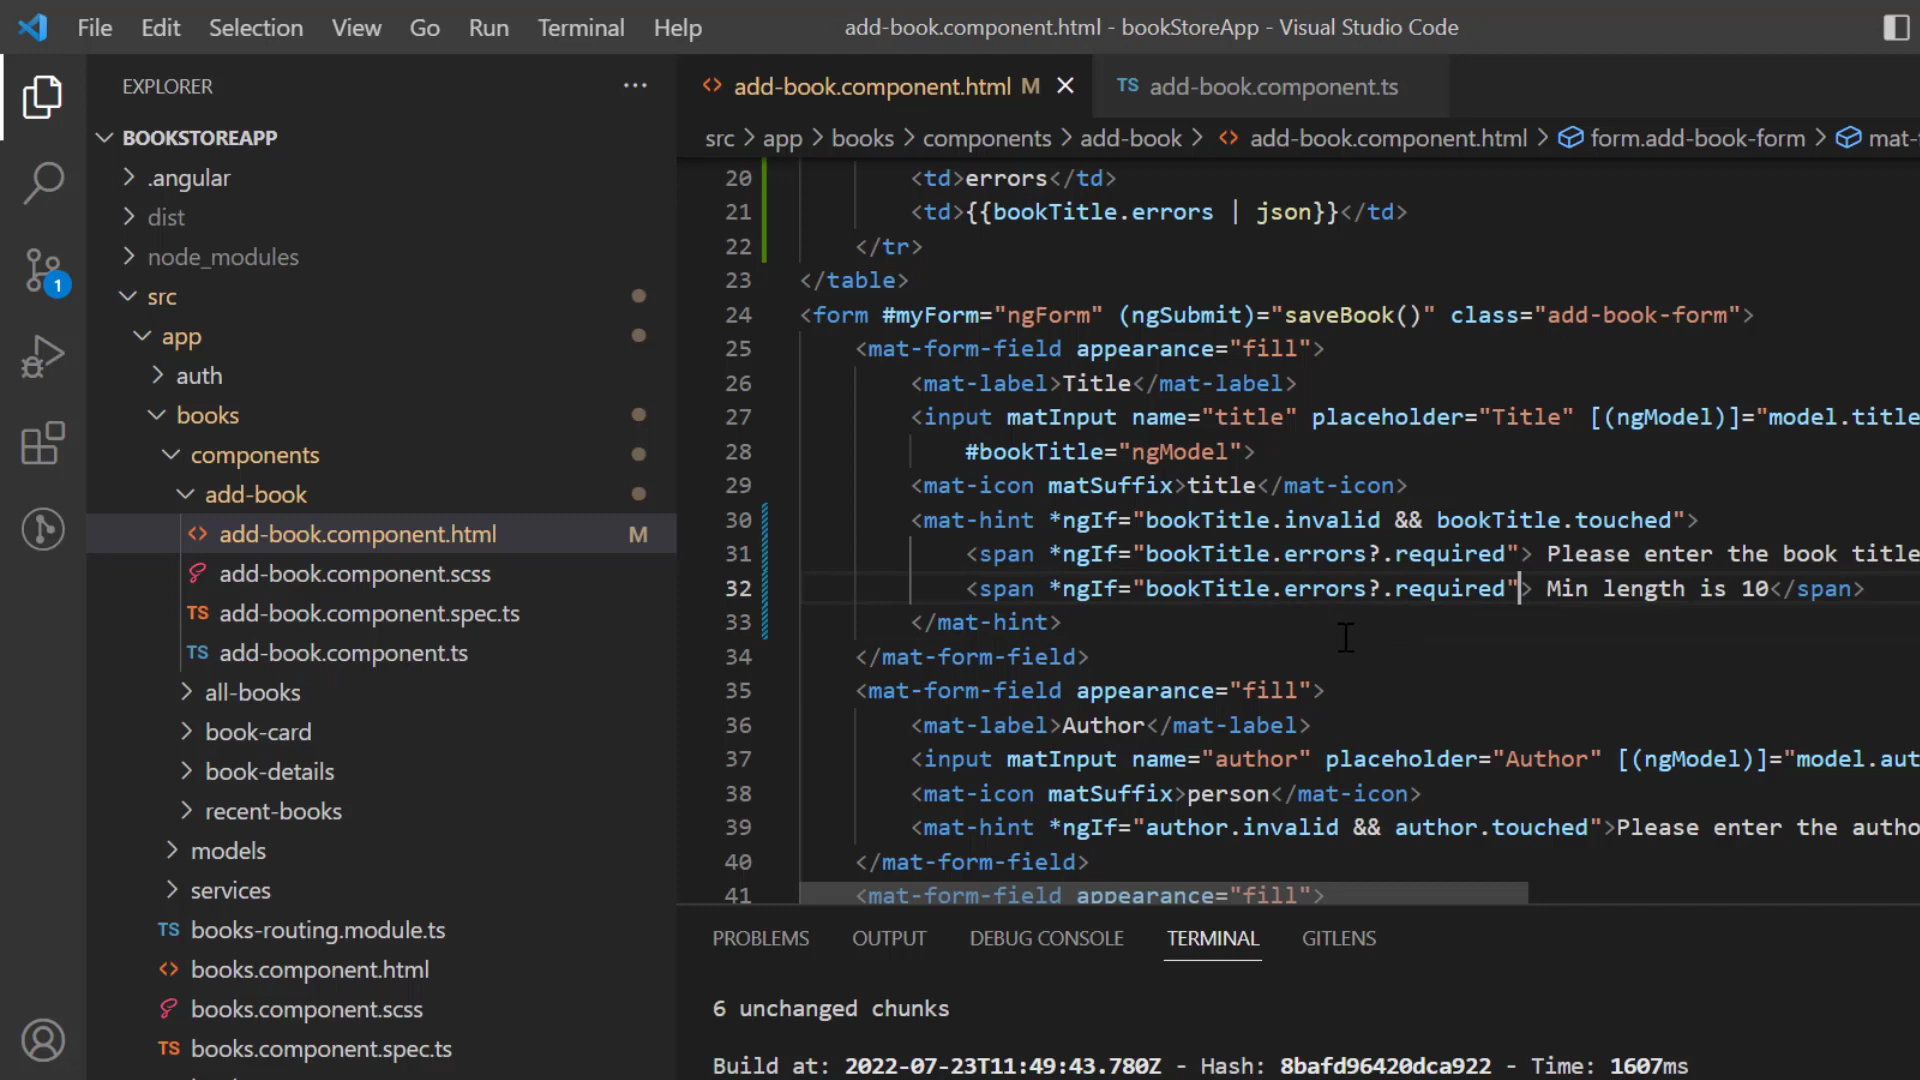 File Edit Selection View Go Run Terminal Help
add-book.component.html - bookStoreApp - Visual Studio Code
EXPLORER
BOOKSTOREAPP
.angular
dist
node_modules
src
app
auth
books
components
add-book
add-book.component.html M
add-book.component.scss
TS add-book.component.spec.ts
TS add-book.component.ts
all-books
book-card
book-details
recent-books
models
services
TS books-routing.module.ts
books.component.html
books.component.scss
TS books.component.spec.ts
1
add-book.component.html M
TS add-book.component.ts
src > app > books > components > add-book > add-book.component.html > form.add-book-form > mat-
20 <td>errors</td>
21 <td>{{bookTitle.errors | json}}</td>
22 </tr>
23 </table>
24 <form #myForm="ngForm" (ngSubmit)="saveBook()" class="add-book-form">
25 <mat-form-field appearance="fill">
26 <mat-label>Title</mat-label>
27 <input matInput name="title" placeholder="Title" [(ngModel)]="model.title
28 #bookTitle="ngModel">
29 <mat-icon matSuffix>title</mat-icon>
30 <mat-hint *ngIf="bookTitle.invalid && bookTitle.touched">
31 <span *ngIf="bookTitle.errors?.required"> Please enter the book title
32 <span *ngIf="bookTitle.errors?.required"> Min length is 10</span>
33 </mat-hint>
34 </mat-form-field>
35 <mat-form-field appearance="fill">
36 <mat-label>Author</mat-label>
37 <input matInput name="author" placeholder="Author" [(ngModel)]="model.aut
38 <mat-icon matSuffix>person</mat-icon>
39 <mat-hint *ngIf="author.invalid && author.touched">Please enter the autho
40 </mat-form-field>
41 <mat-form-field appearance="fill">
PROBLEMS OUTPUT DEBUG CONSOLE TERMINAL GITLENS
6 unchanged chunks
Build at: 2022-07-23T11:49:43.780Z - Hash: 8bafd96420dca922 - Time: 1607ms